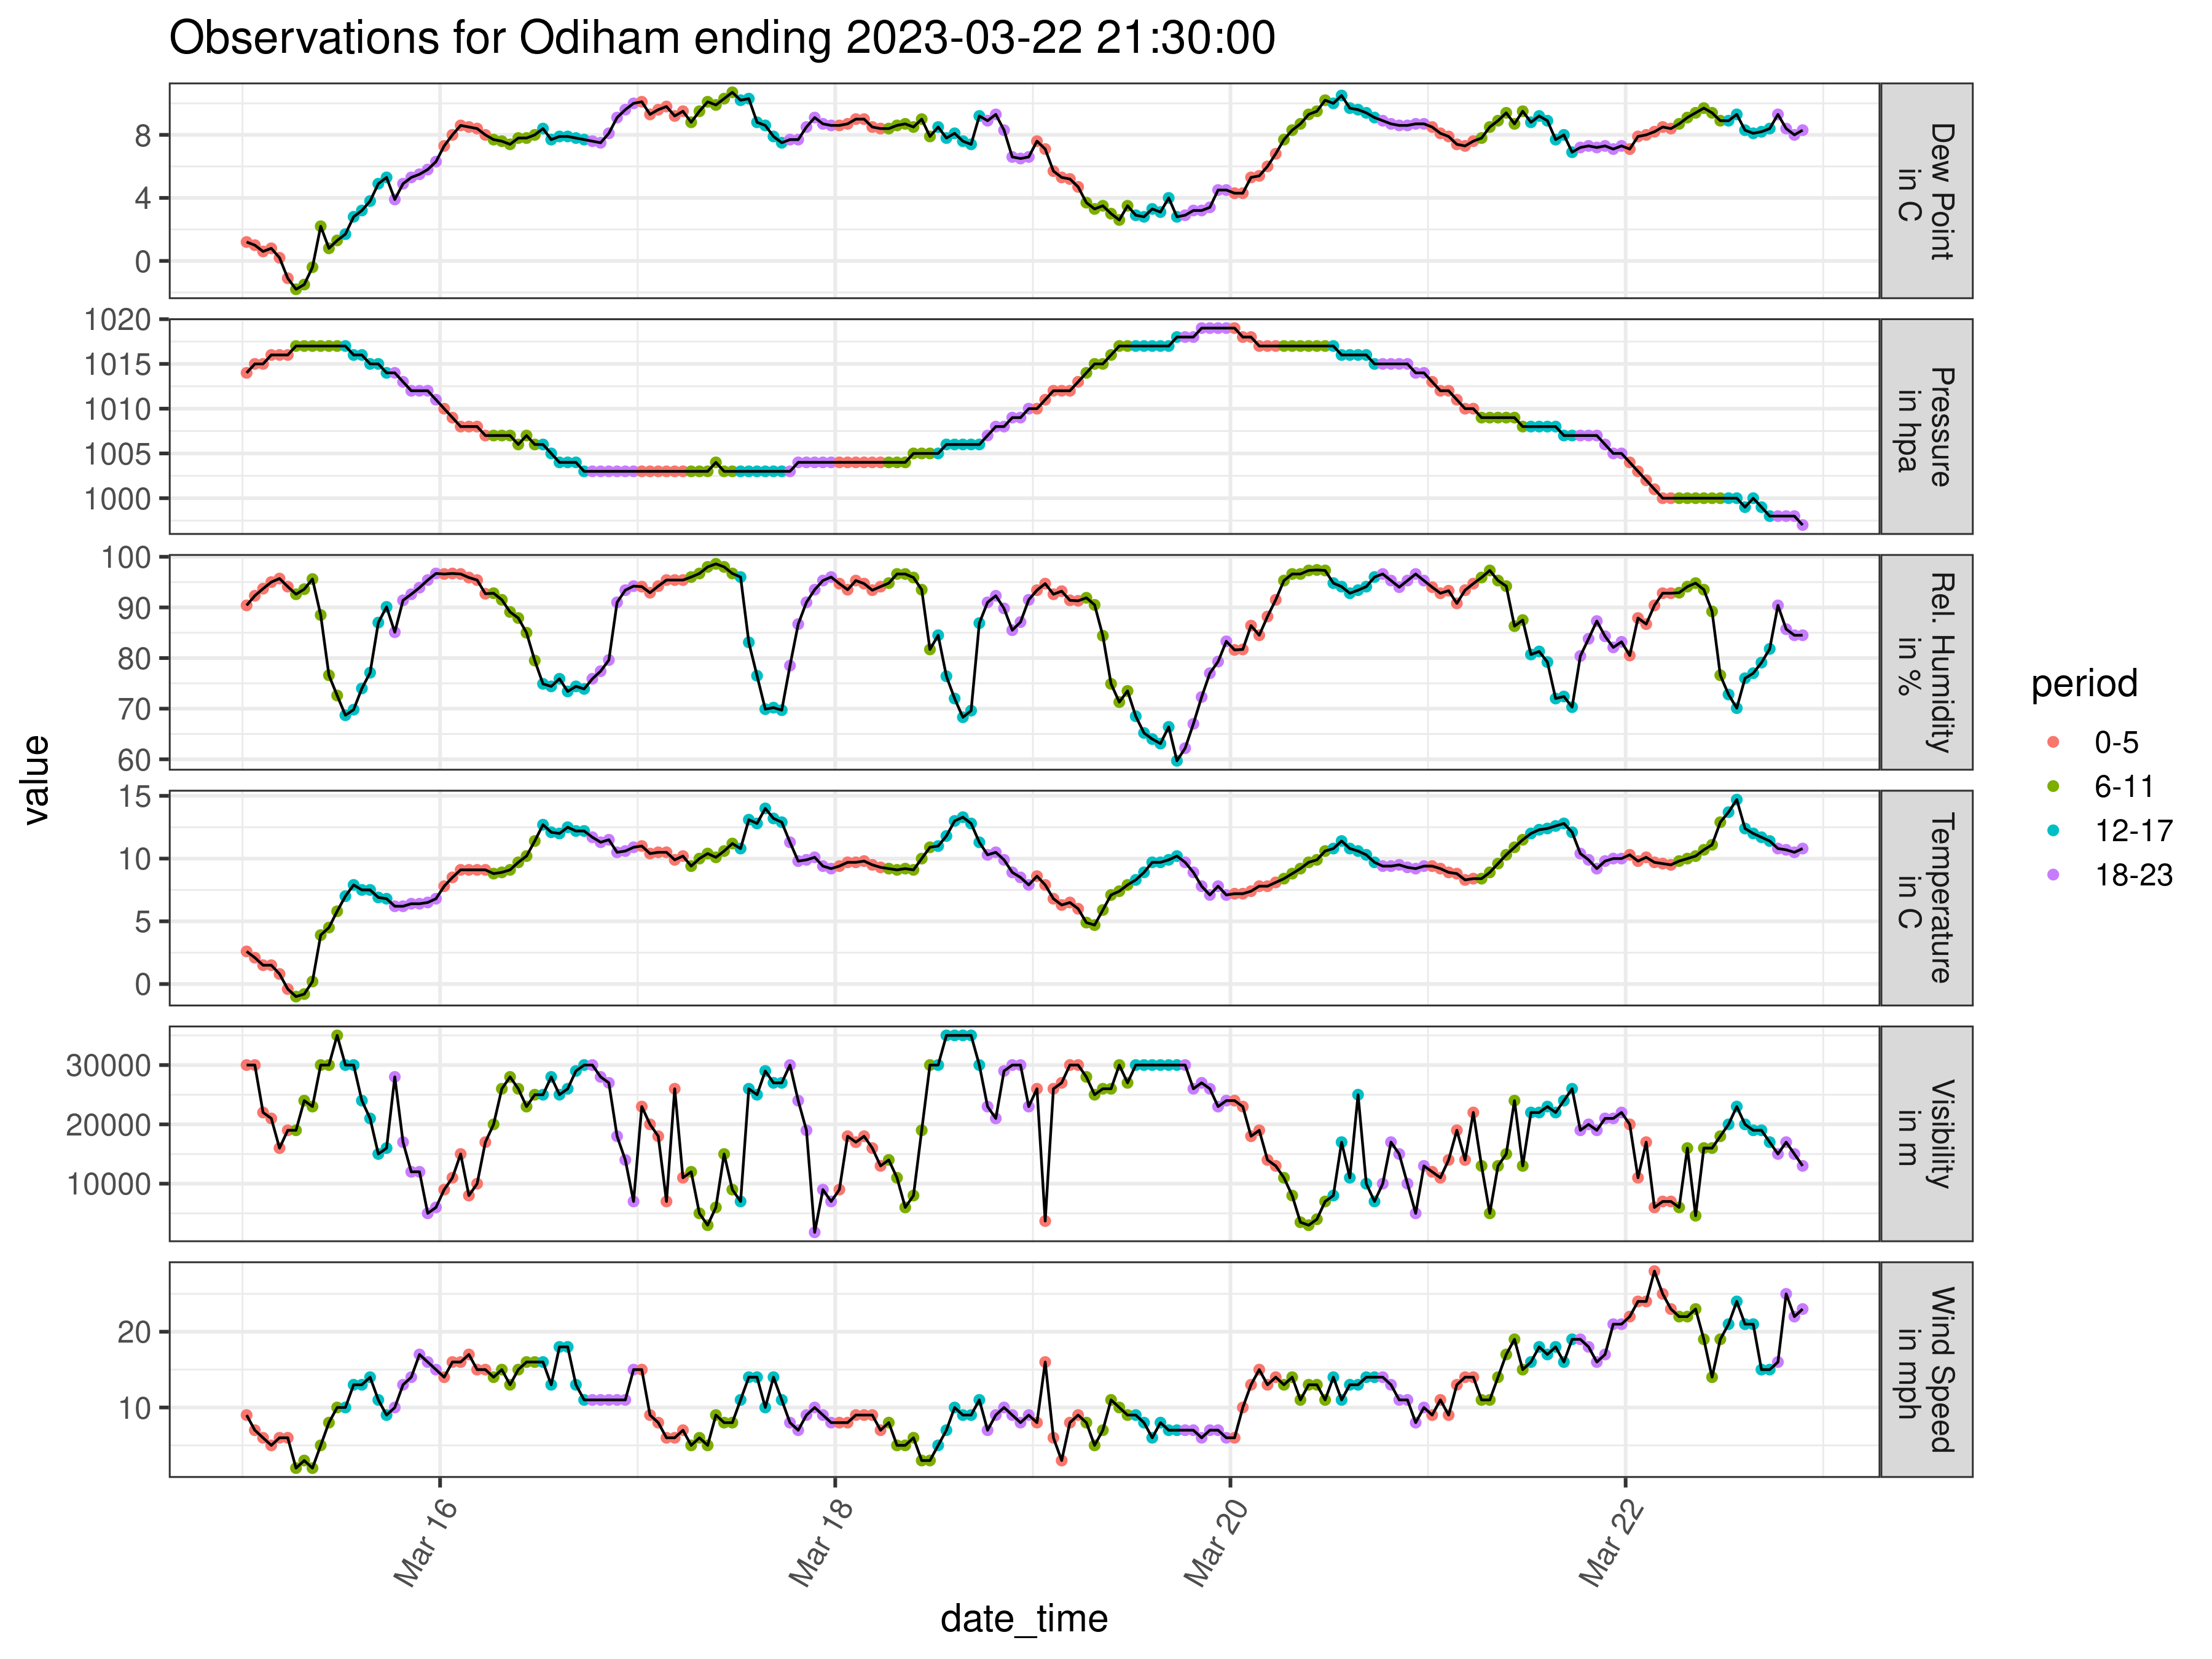 Observations for Odiham ending 2023-03-22 21:30:00
8
4
0
Dew Point
in C
1020
1015
1010
1005
1000
Pressure
in hpa
100
90
80
70
60
Rel. Humidity
in %
15
10
5
0
Temperature
in C
30000
20000
10000
Visibility
in m
20
10
Wind Speed
in mph
value
Mar 16
Mar 18
Mar 20
Mar 22
date_time
period
0-5
6-11
12-17
18-23